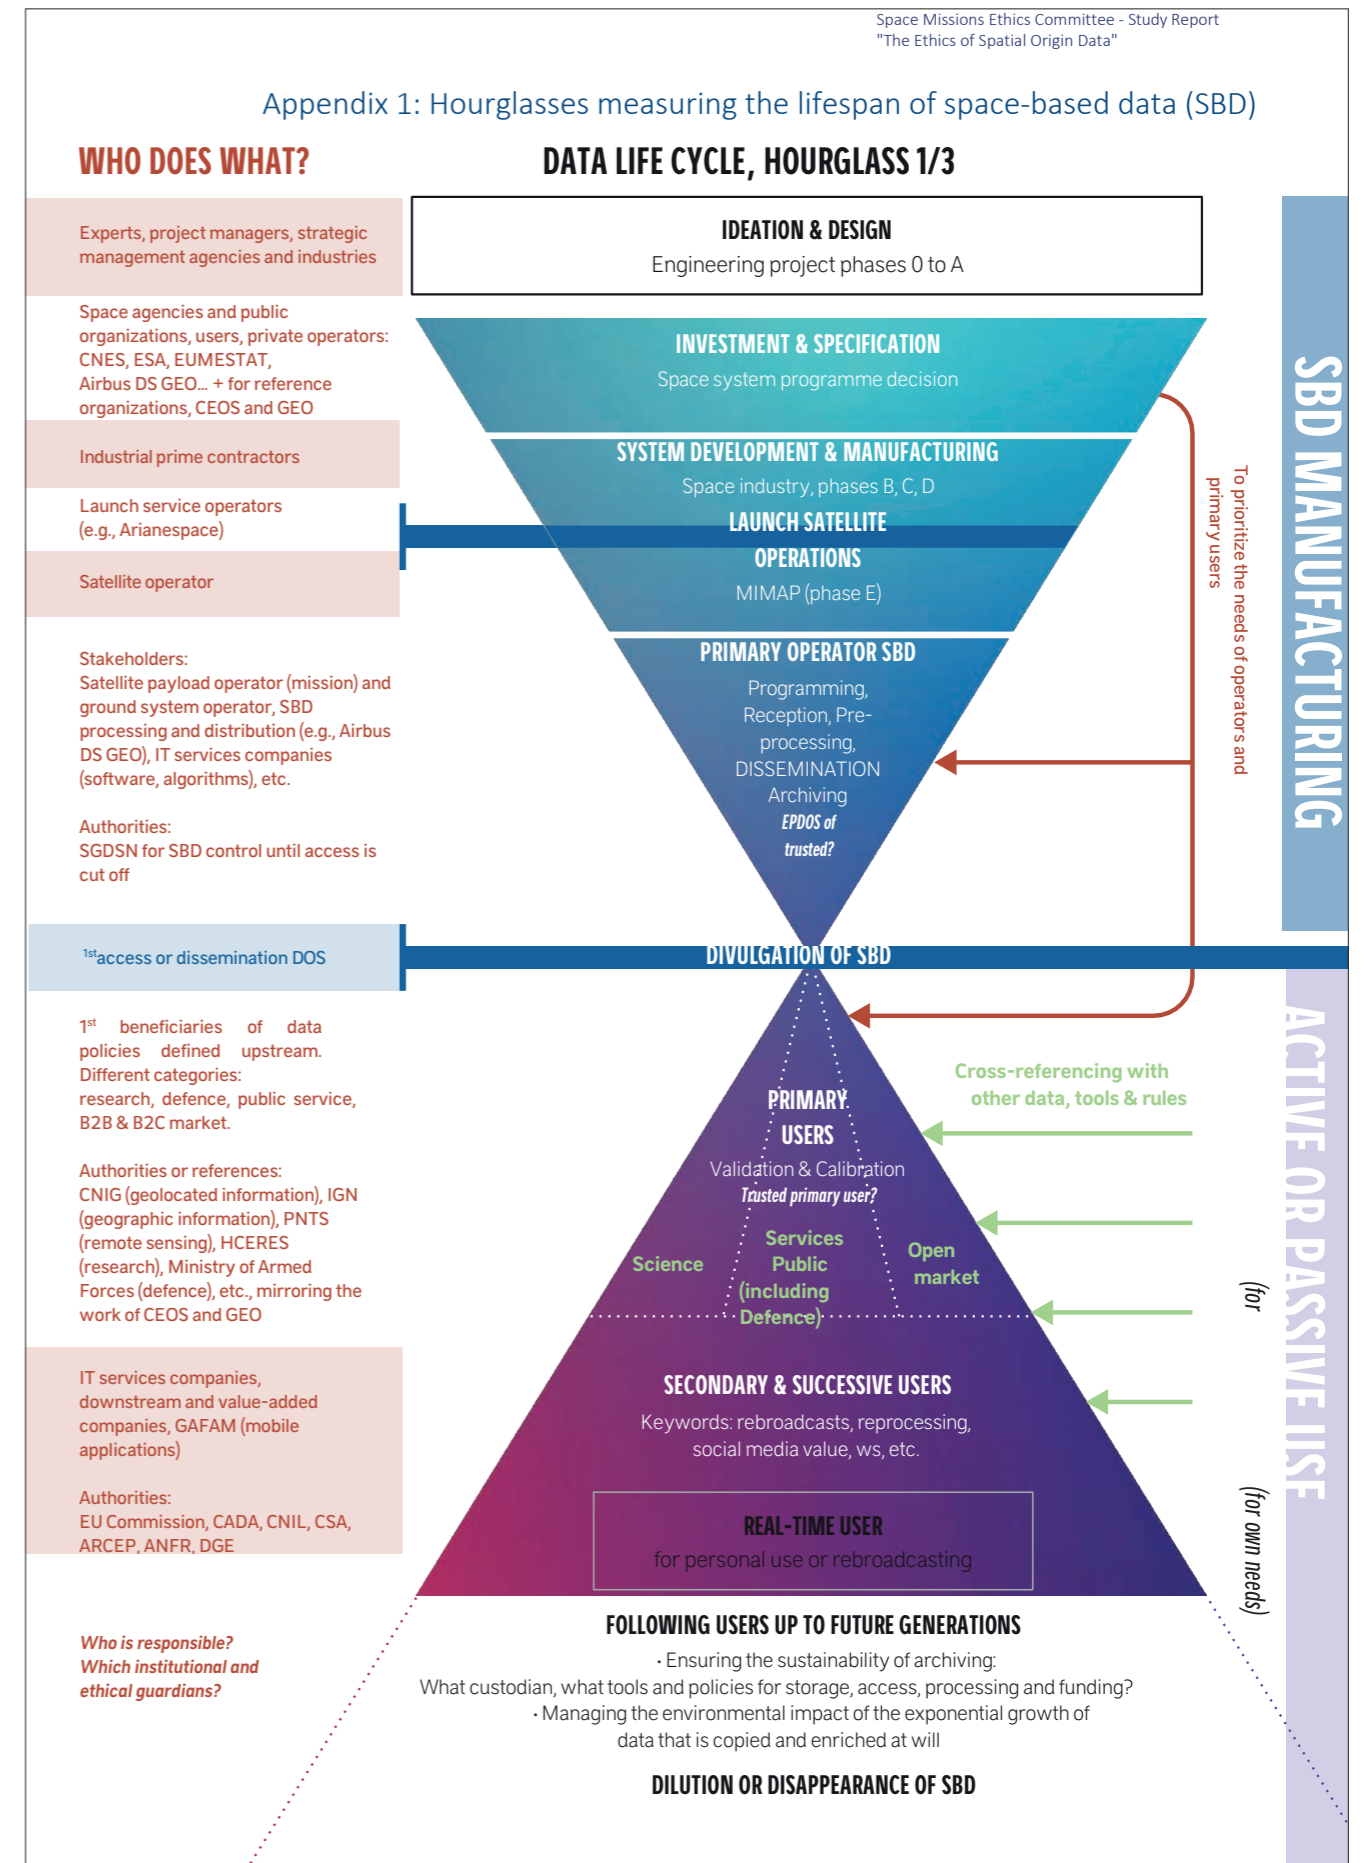 Space Missions Ethics Committee - Study Report
"The Ethics of Spatial Origin Data"
Appendix 1: Hourglasses measuring the lifespan of space-based data (SBD)
WHO DOES WHAT?
DATA LIFE CYCLE, HOURGLASS 1/3
Experts, project managers, strategic
management agencies and industries
IDEATION & DESIGN
Engineering project phases 0 to A
Space agencies and public
organizations, users, private operators:
CNES, ESA, EUMESTAT,
Airbus DS GEO... + for reference
organizations, CEOS and GEO
INVESTMENT & SPECIFICATION
Space system programme decision
Industrial prime contractors
SYSTEM DEVELOPMENT & MANUFACTURING
Space industry, phases B, C, D
Launch service operators
(e.g., Arianespace)
LAUNCH SATELLITE
OPERATIONS
MIMAP (phase E)
Satellite operator
To prioritize the needs of operators and
primary users
SBD MANUFACTURING
Stakeholders:
Satellite payload operator (mission) and
ground system operator, SBD
processing and distribution (e.g., Airbus
DS GEO), IT services companies
(software, algorithms), etc.
Authorities:
SGDSN for SBD control until access is
cut off
PRIMARY OPERATOR SBD
Programming,
Reception, Pre-
processing,
DISSEMINATION
Archiving
EPDOS of
trusted?
1st access or dissemination DOS
DIVULGATION OF SBD
1st beneficiaries of data
policies defined upstream.
Different categories:
research, defence, public service,
B2B & B2C market.
Authorities or references:
CNIG (geolocated information), IGN
(geographic information), PNTS
(remote sensing), HCERES
(research), Ministry of Armed
Forces (defence), etc., mirroring the
work of CEOS and GEO
PRIMARY
USERS
Validation & Calibration
Trusted primary user?
Science
Services
Public
(including
Defence)
Open
market
Cross-referencing with
other data, tools & rules
ACTIVE OR PASSIVE USE
(for
(for own needs)
IT services companies,
downstream and value-added
companies, GAFAM (mobile
applications)
Authorities:
EU Commission, CADA, CNIL, CSA,
ARCEP, ANFR, DGE
SECONDARY & SUCCESSIVE USERS
Keywords: rebroadcasts, reprocessing,
social media value, ws, etc.
REAL-TIME USER
for personal use or rebroadcasting
Who is responsible?
Which institutional and
ethical guardians?
FOLLOWING USERS UP TO FUTURE GENERATIONS
· Ensuring the sustainability of archiving:
What custodian, what tools and policies for storage, access, processing and funding?
· Managing the environmental impact of the exponential growth of
data that is copied and enriched at will
DILUTION OR DISAPPEARANCE OF SBD